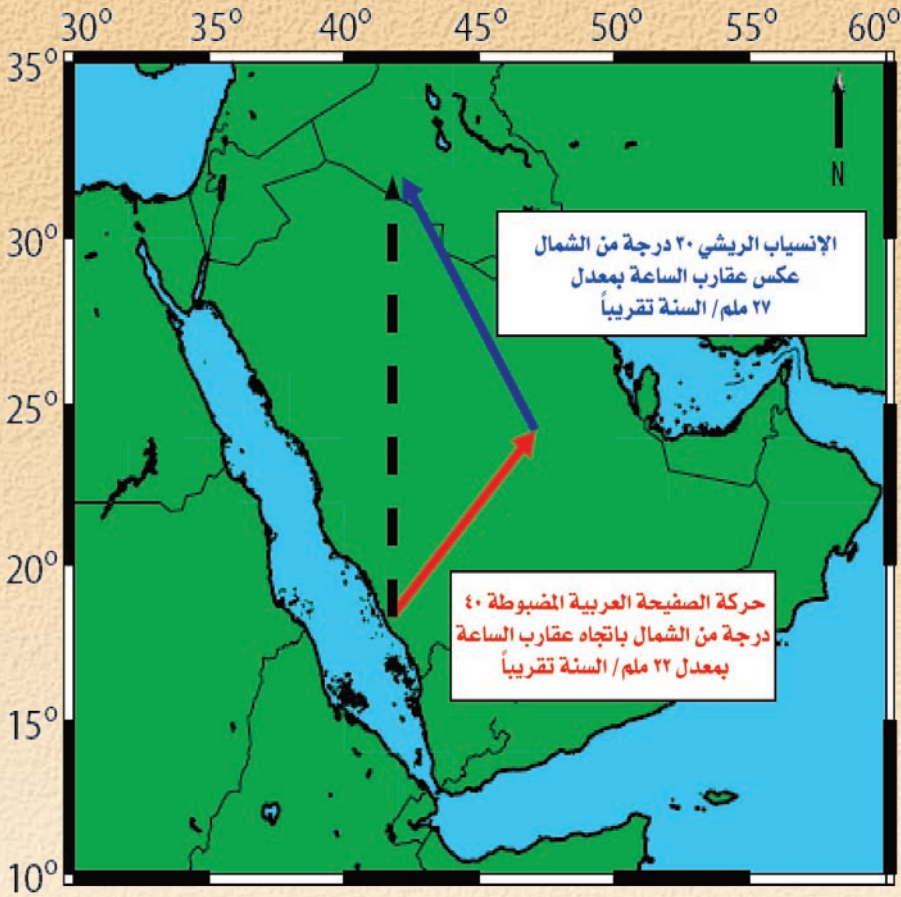 30° 35° 40° 45° 50° 55° 60°
35°
30°
25°
20°
15°
10°
N
الإنسياب الريشي ٣٠ درجة من الشمال
عكس عقارب الساعة بمعدل
٢٧ ملم/ السنة تقريباً
حركة الصفيحة العربية المضبوطة ٤٠
درجة من الشمال باتجاه عقارب الساعة
بمعدل ٢٢ ملم/ السنة تقريباً